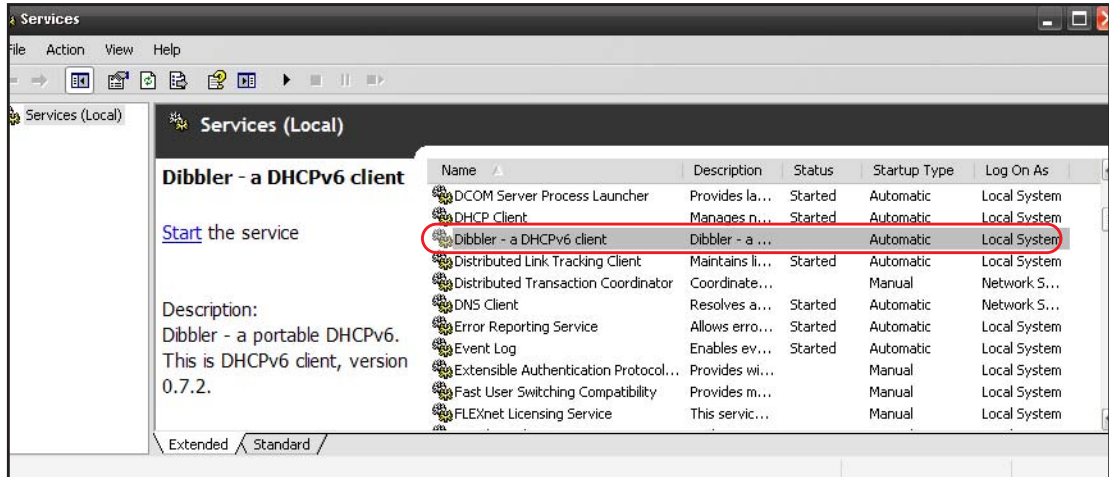 Services
File Action View Help
Services (Local)
Services (Local)
Dibbler - a DHCPv6 client
Start the service
Description:
Dibbler - a portable DHCPv6.
This is DHCPv6 client, version
0.7.2.
Name Description Status Startup Type Log On As
DCOM Server Process Launcher Provides la... Started Automatic Local System
DHCP Client Manages n... Started Automatic Local System
Dibbler - a DHCPv6 client Dibbler - a ... Automatic Local System
Distributed Link Tracking Client Maintains li... Started Automatic Local System
Distributed Transaction Coordinator Coordinate... Manual Network S...
DNS Client Resolves a... Started Automatic Network S...
Error Reporting Service Allows erro... Started Automatic Local System
Event Log Enables ev... Started Automatic Local System
Extensible Authentication Protocol... Provides wi... Manual Local System
Fast User Switching Compatibility Provides m... Manual Local System
FLEXnet Licensing Service This servic... Manual Local System
Extended Standard